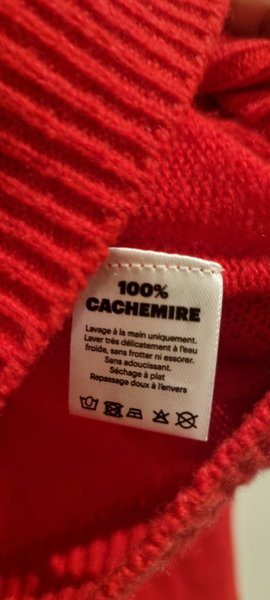 100%
CACHEMIRE
Lavage à la main uniquement.
Laver très délicatement à l'eau
froide, sans frotter ni essorer.
Sans adoucissant.
Séchage à plat
Repassage doux à l'envers